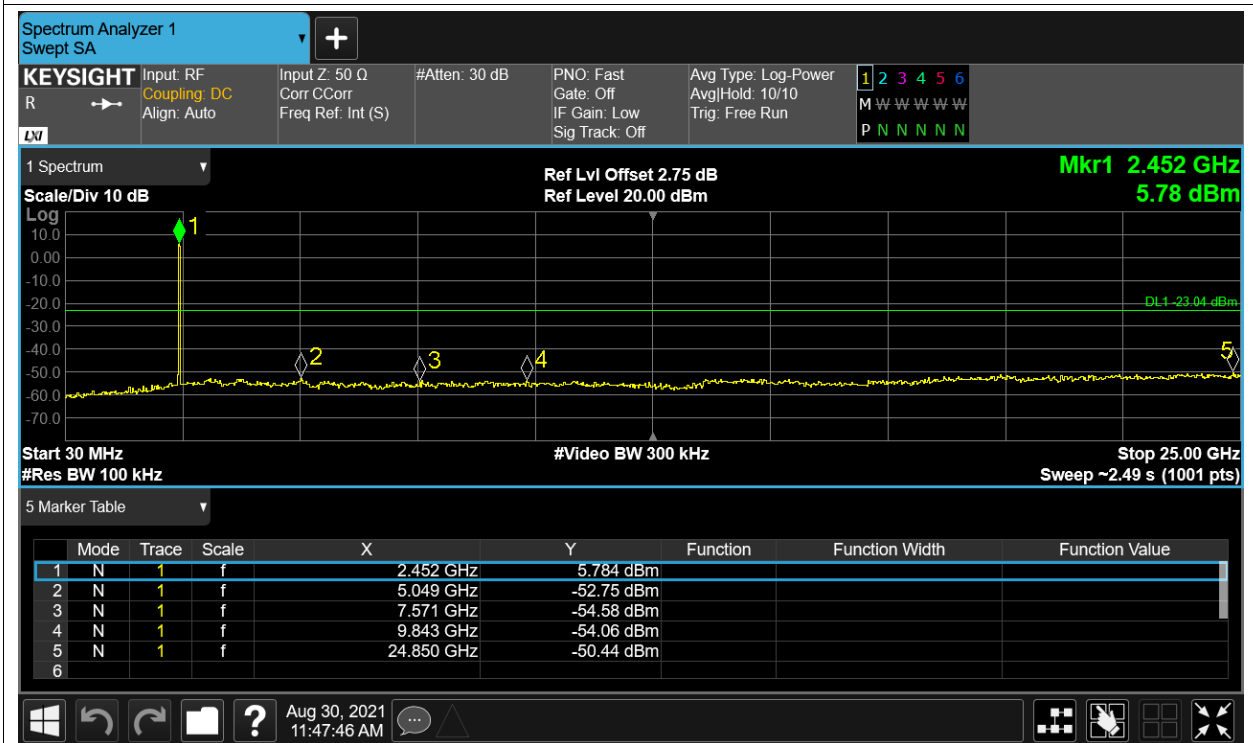 Spectrum Analyzer 1
Swept SA
KEYSIGHT
R
LXI
Input: RF
Coupling: DC
Align: Auto
Input Z: 50 Ω
Corr CCorr
Freq Ref: Int (S)
#Atten: 30 dB
PNO: Fast
Gate: Off
IF Gain: Low
Sig Track: Off
Avg Type: Log-Power
Avg|Hold: 10/10
Trig: Free Run
1 2 3 4 5 6
M W W W W W
P N N N N N
1 Spectrum
Scale/Div 10 dB
Ref Lvl Offset 2.75 dB
Ref Level 20.00 dBm
Mkr1 2.452 GHz
5.78 dBm
Log
10.0
0.00
-10.0
-20.0
-30.0
-40.0
-50.0
-60.0
-70.0
1
2
3
4
5
DL1 -23.04 dBm
Start 30 MHz
#Video BW 300 kHz
Stop 25.00 GHz
#Res BW 100 kHz
Sweep ~2.49 s (1001 pts)
5 Marker Table
Mode Trace Scale X Y Function Function Width Function Value
1 N 1 f 2.452 GHz 5.784 dBm
2 N 1 f 5.049 GHz -52.75 dBm
3 N 1 f 7.571 GHz -54.58 dBm
4 N 1 f 9.843 GHz -54.06 dBm
5 N 1 f 24.850 GHz -50.44 dBm
6
?
Aug 30, 2021
11:47:46 AM